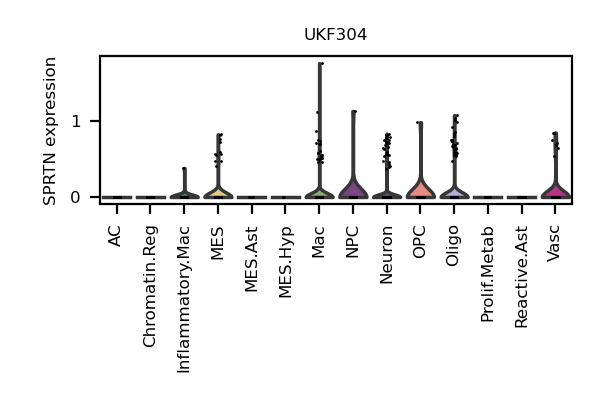 UKF304
SPRTN expression
1
0
AC
Chromatin.Reg
Inflammatory.Mac
MES
MES.Ast
MES.Hyp
Mac
NPC
Neuron
OPC
Oligo
Prolif.Metab
Reactive.Ast
Vasc